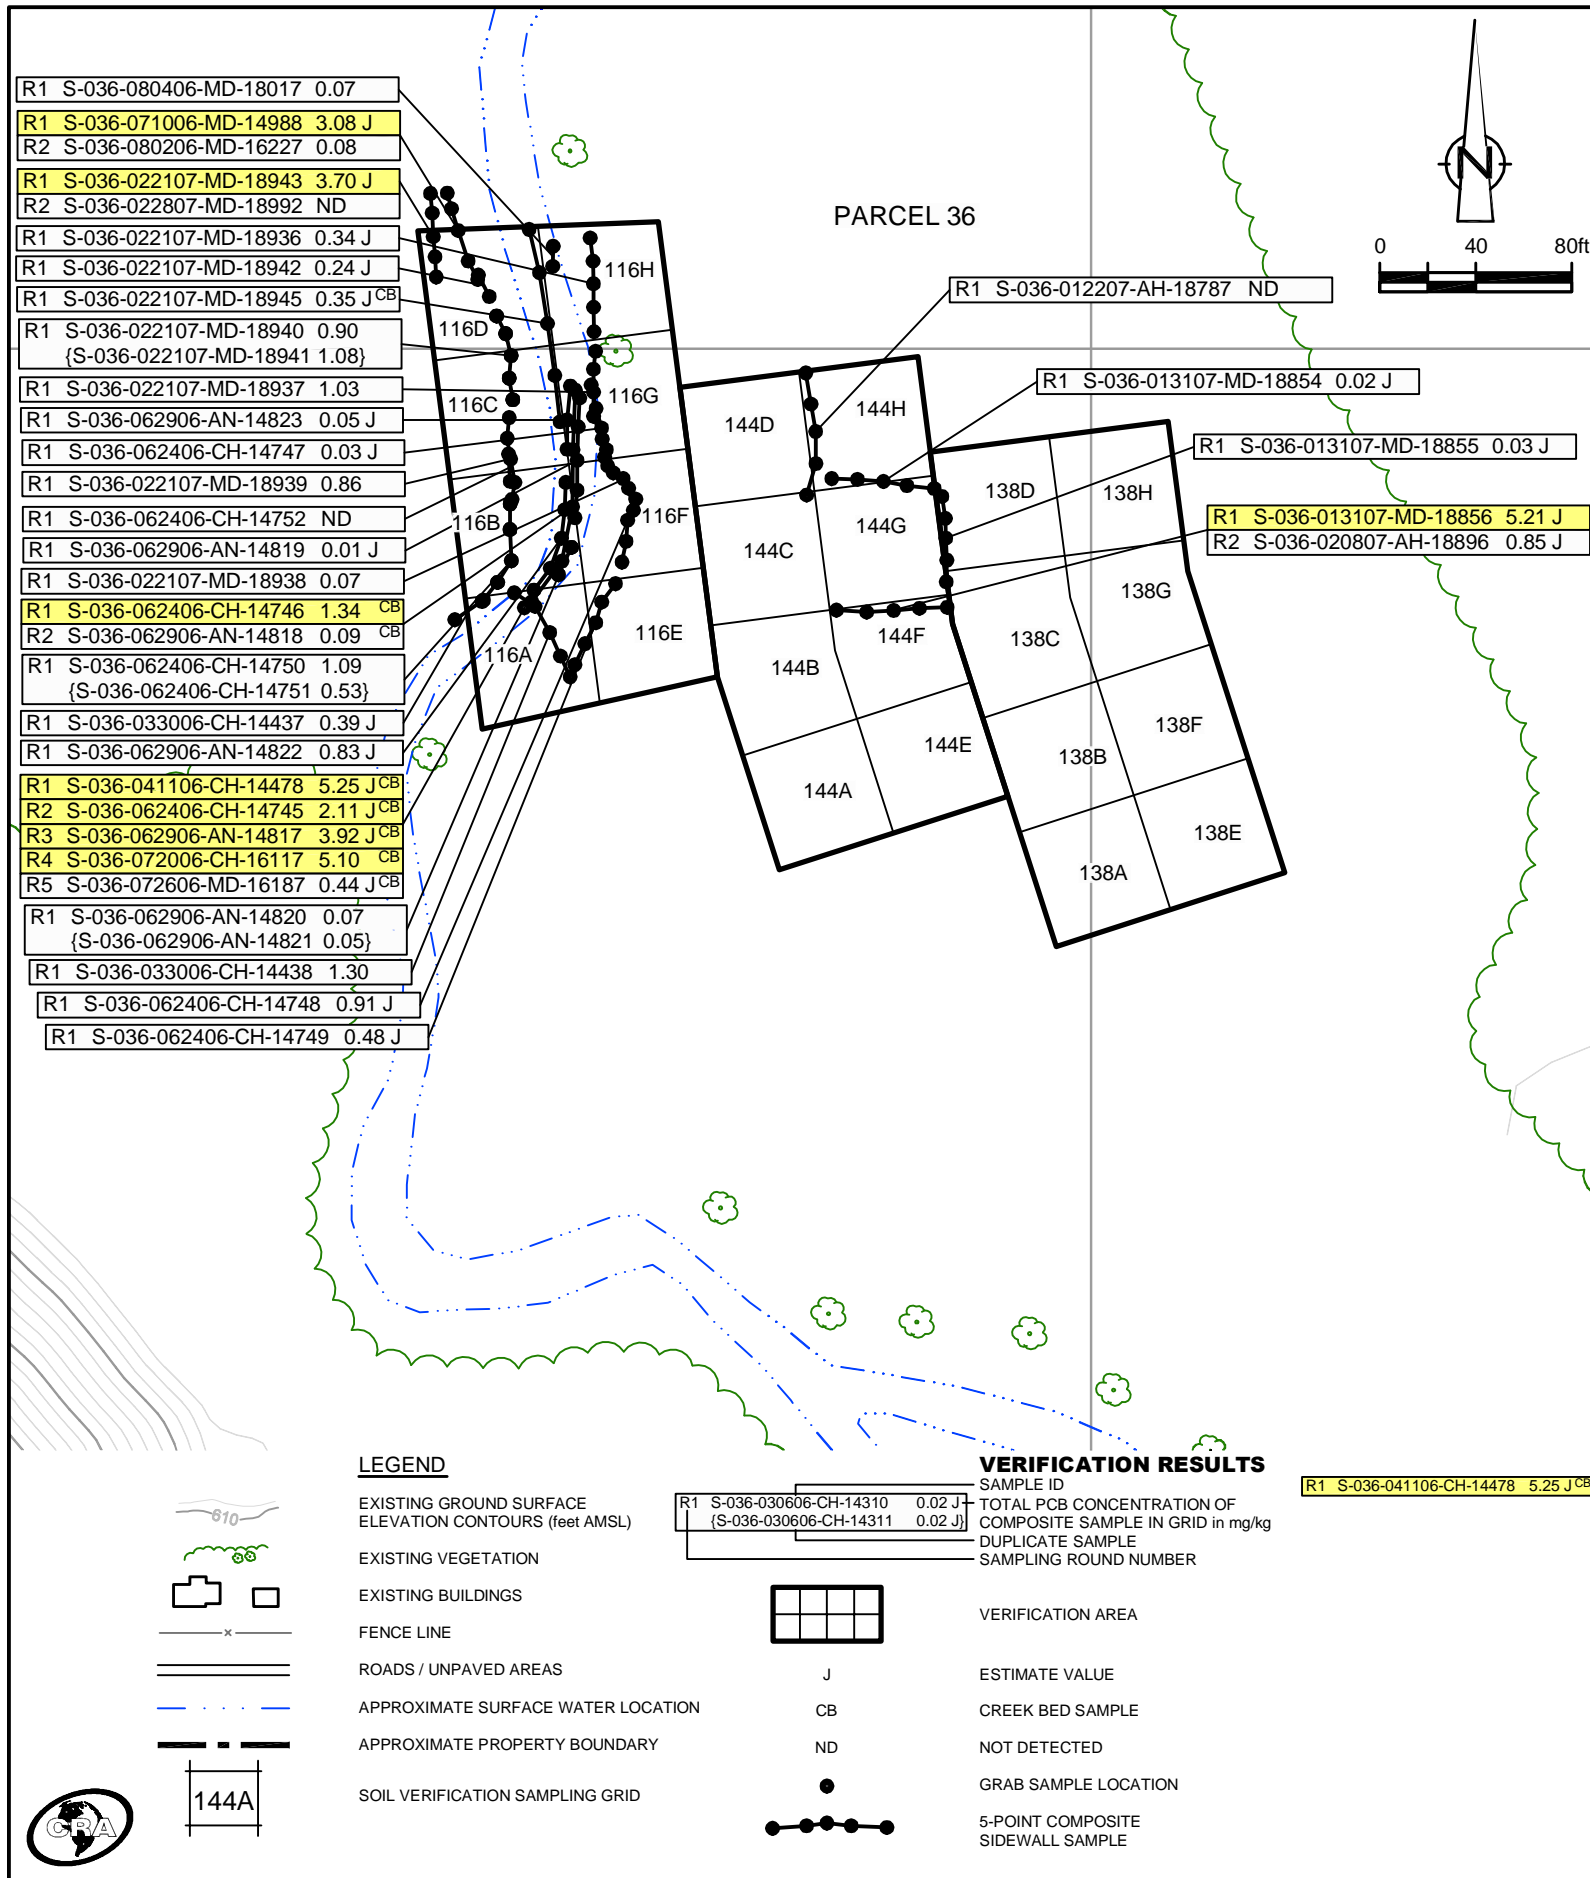 R1 S-036-080406-MD-18017 0.07
R1 S-036-071006-MD-14988 3.08 J
R2 S-036-080206-MD-16227 0.08
R1 S-036-022107-MD-18943 3.70 J
R2 S-036-022807-MD-18992 ND
R1 S-036-022107-MD-18936 0.34 J
R1 S-036-022107-MD-18942 0.24 J
R1 S-036-022107-MD-18945 0.35 J CB
R1 S-036-022107-MD-18940 0.90
{S-036-022107-MD-18941 1.08}
R1 S-036-022107-MD-18937 1.03
R1 S-036-062906-AN-14823 0.05 J
R1 S-036-062406-CH-14747 0.03 J
R1 S-036-022107-MD-18939 0.86
R1 S-036-062406-CH-14752 ND
R1 S-036-062906-AN-14819 0.01 J
R1 S-036-022107-MD-18938 0.07
R1 S-036-062406-CH-14746 1.34 CB
R2 S-036-062906-AN-14818 0.09 CB
R1 S-036-062406-CH-14750 1.09
{S-036-062406-CH-14751 0.53}
R1 S-036-033006-CH-14437 0.39 J
R1 S-036-062906-AN-14822 0.83 J
R1 S-036-041106-CH-14478 5.25 J CB
R2 S-036-062406-CH-14745 2.11 J CB
R3 S-036-062906-AN-14817 3.92 J CB
R4 S-036-072006-CH-16117 5.10 CB
R5 S-036-072606-MD-16187 0.44 J CB
R1 S-036-062906-AN-14820 0.07
{S-036-062906-AN-14821 0.05}
R1 S-036-033006-CH-14438 1.30
R1 S-036-062406-CH-14748 0.91 J
R1 S-036-062406-CH-14749 0.48 J
PARCEL 36
N
0 40 80ft
R1 S-036-012207-AH-18787 ND
R1 S-036-013107-MD-18854 0.02 J
R1 S-036-013107-MD-18855 0.03 J
R1 S-036-013107-MD-18856 5.21 J
R2 S-036-020807-AH-18896 0.85 J
116H
116D
116G
116C
116F
116B
116E
116A
144D
144H
144C
144G
144B
144F
144A
144E
138D
138H
138C
138G
138B
138F
138A
138E
LEGEND
610
EXISTING GROUND SURFACE
ELEVATION CONTOURS (feet AMSL)
EXISTING VEGETATION
EXISTING BUILDINGS
x
FENCE LINE
ROADS / UNPAVED AREAS
APPROXIMATE SURFACE WATER LOCATION
APPROXIMATE PROPERTY BOUNDARY
144A
SOIL VERIFICATION SAMPLING GRID
CRA
VERIFICATION RESULTS
R1 S-036-030606-CH-14310 0.02 J
{S-036-030606-CH-14311 0.02 J}
SAMPLE ID
TOTAL PCB CONCENTRATION OF
COMPOSITE SAMPLE IN GRID in mg/kg
DUPLICATE SAMPLE
SAMPLING ROUND NUMBER
R1 S-036-041106-CH-14478 5.25 J CB
VERIFICATION AREA
J ESTIMATE VALUE
CB CREEK BED SAMPLE
ND NOT DETECTED
GRAB SAMPLE LOCATION
5-POINT COMPOSITE
SIDEWALL SAMPLE